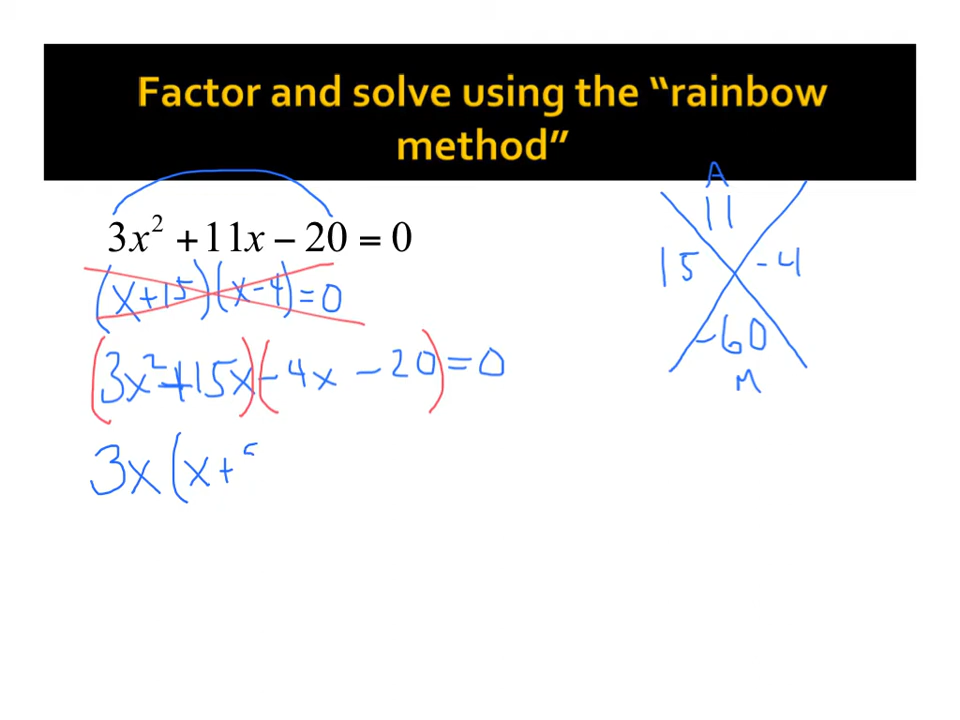 Factor and solve using the “rainbow
method”
3x² + 11x − 20 = 0
(x+15)(x-4)=0
(3x²+15x)(-4x -20)=0
3x(x+
A
11
15 -4
-60
M